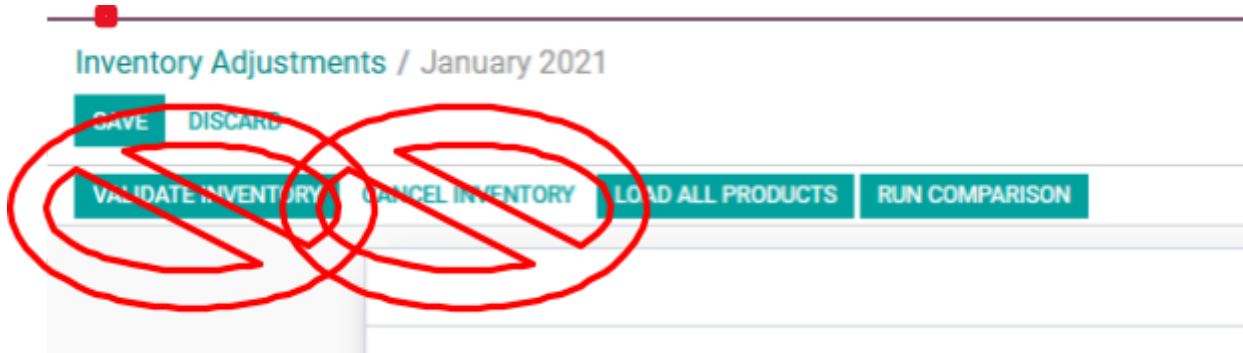 Inventory Adjustments / January 2021
SAVE DISCARD
VALIDATE INVENTORY CANCEL INVENTORY LOAD ALL PRODUCTS RUN COMPARISON